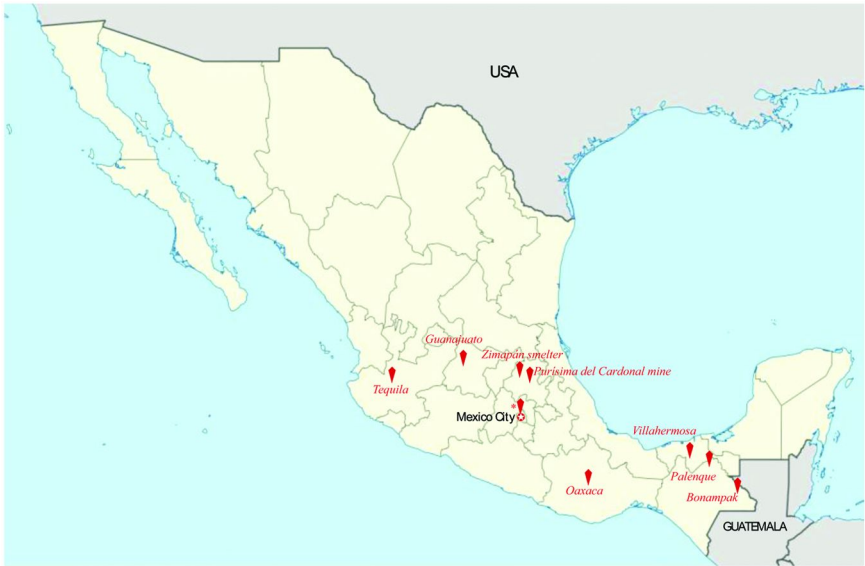 USA
Guanajuato
Zimapán smelter
Purísima del Cardonal mine
Tequila
*
Mexico City
Villahermosa
Palenque
Oaxaca
Bonampak
GUATEMALA